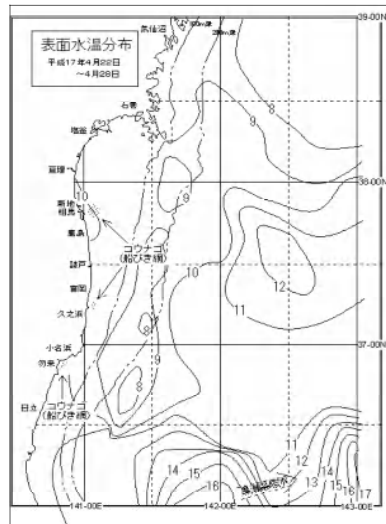 表面水温分布
平成17年4月22日
～4月28日
気仙沼
石巻
塩釜
亘理
新地
相馬
鹿島
請戸
富岡
久之浜
小名浜
勿来
日立
コウナゴ
(船びき網)
コウナゴ
(船びき網)
39-00N
38-00N
37-00N
141-00E
142-00E
143-00E
8
9
9
10
10
11
12
8
9
8
11
12
13
14
15
16
17
14
15
16